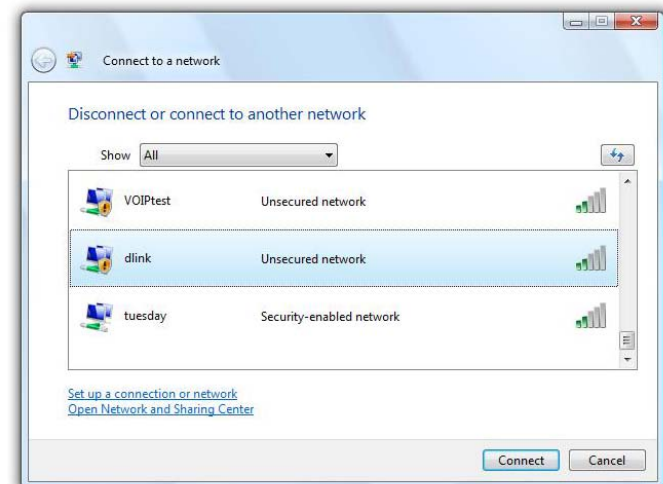 Connect to a network
Disconnect or connect to another network
Show All
VOIPtest Unsecured network
dlink Unsecured network
tuesday Security-enabled network
Set up a connection or network
Open Network and Sharing Center
Connect Cancel